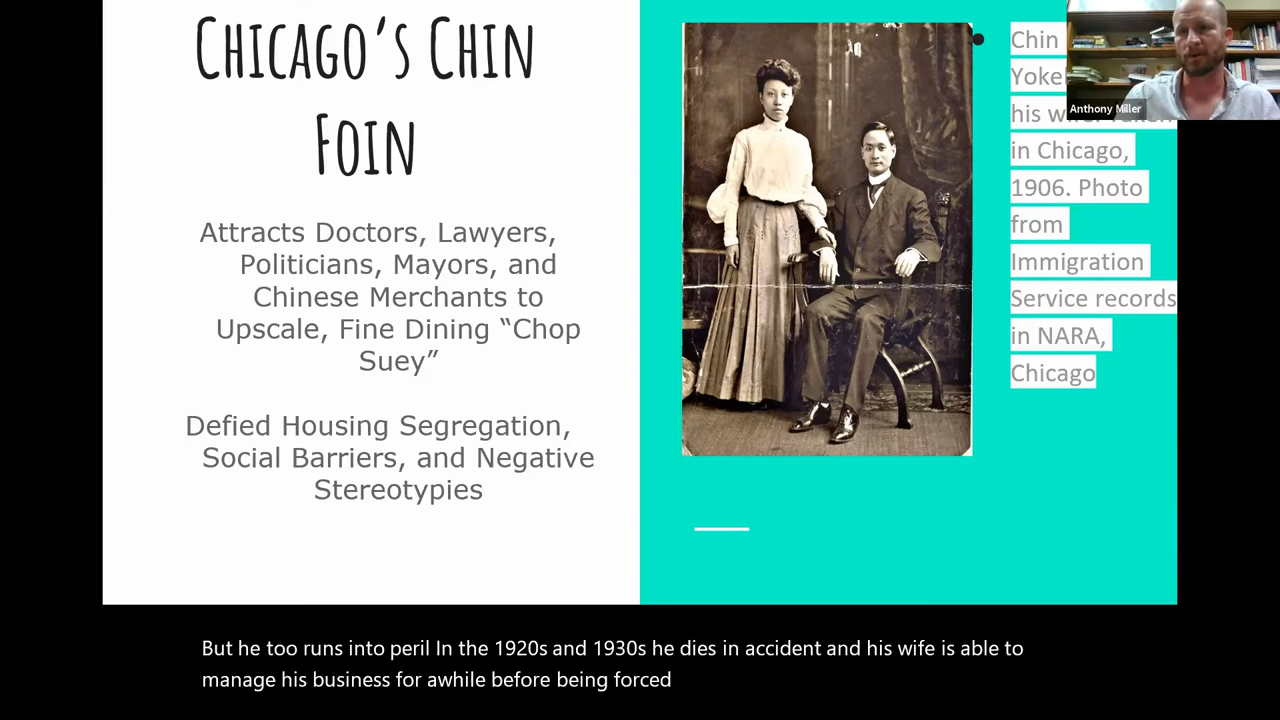 CHICAGO'S CHIN
FOIN
Attracts Doctors, Lawyers,
Politicians, Mayors, and
Chinese Merchants to
Upscale, Fine Dining “Chop
Suey”
Defied Housing Segregation,
Social Barriers, and Negative
Stereotypies
Chin
Yoke
his
in Chicago,
1906. Photo
from
Immigration
Service records
in NARA,
Chicago
Anthony Miller
But he too runs into peril In the 1920s and 1930s he dies in accident and his wife is able to
manage his business for awhile before being forced